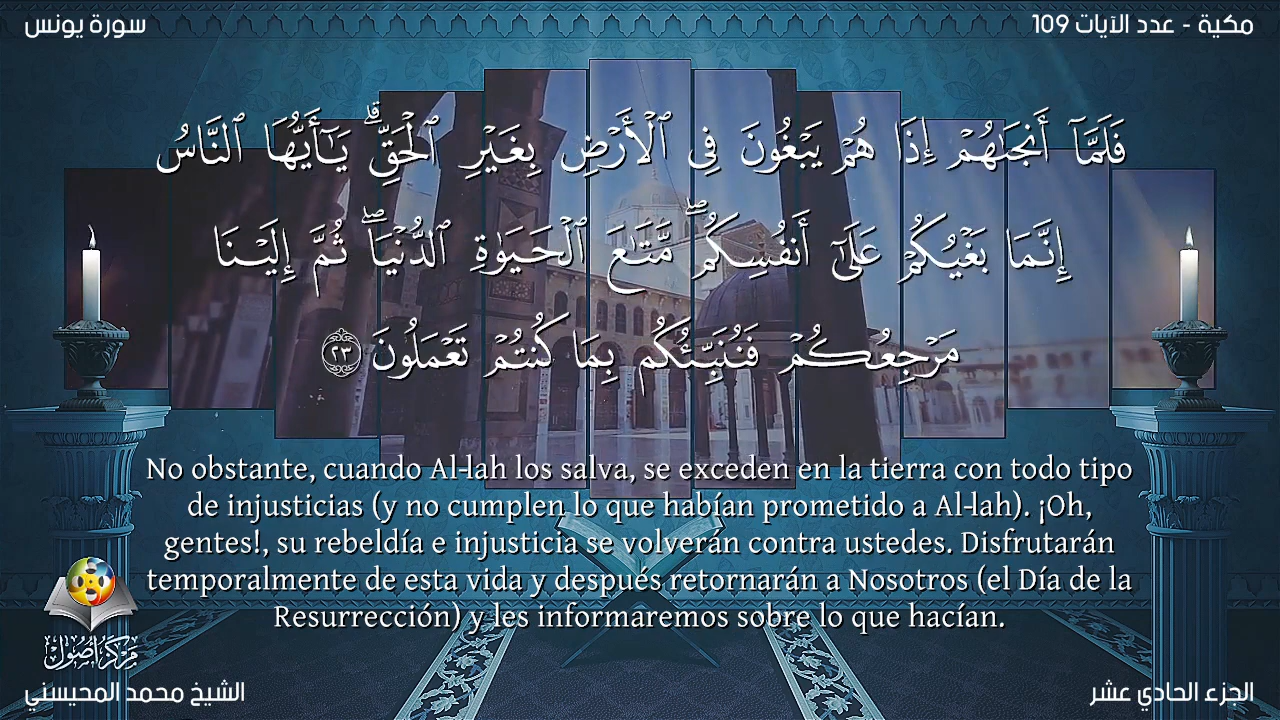 سورة يونس
مكية - عدد الآيات 109
فَلَمَّآ أَنجَىٰهُمْ إِذَا هُمْ يَبْغُونَ فِى ٱلْأَرْضِ بِغَيْرِ ٱلْحَقِّ ۗ يَـٰٓأَيُّهَا ٱلنَّاسُ
إِنَّمَا بَغْيُكُمْ عَلَىٰٓ أَنفُسِكُم ۖ مَّتَـٰعَ ٱلْحَيَوٰةِ ٱلدُّنْيَا ۖ ثُمَّ إِلَيْنَا
مَرْجِعُكُمْ فَنُنَبِّئُكُم بِمَا كُنتُمْ تَعْمَلُونَ ٢٣
No obstante, cuando Al-lah los salva, se exceden en la tierra con todo tipo
de injusticias (y no cumplen lo que habían prometido a Al-lah). ¡Oh,
gentes!, su rebeldía e injusticia se volverán contra ustedes. Disfrutarán
temporalmente de esta vida y después retornarán a Nosotros (el Día de la
Resurrección) y les informaremos sobre lo que hacían.
مركز أصول
الشيخ محمد المحيسني
الجزء الحادي عشر